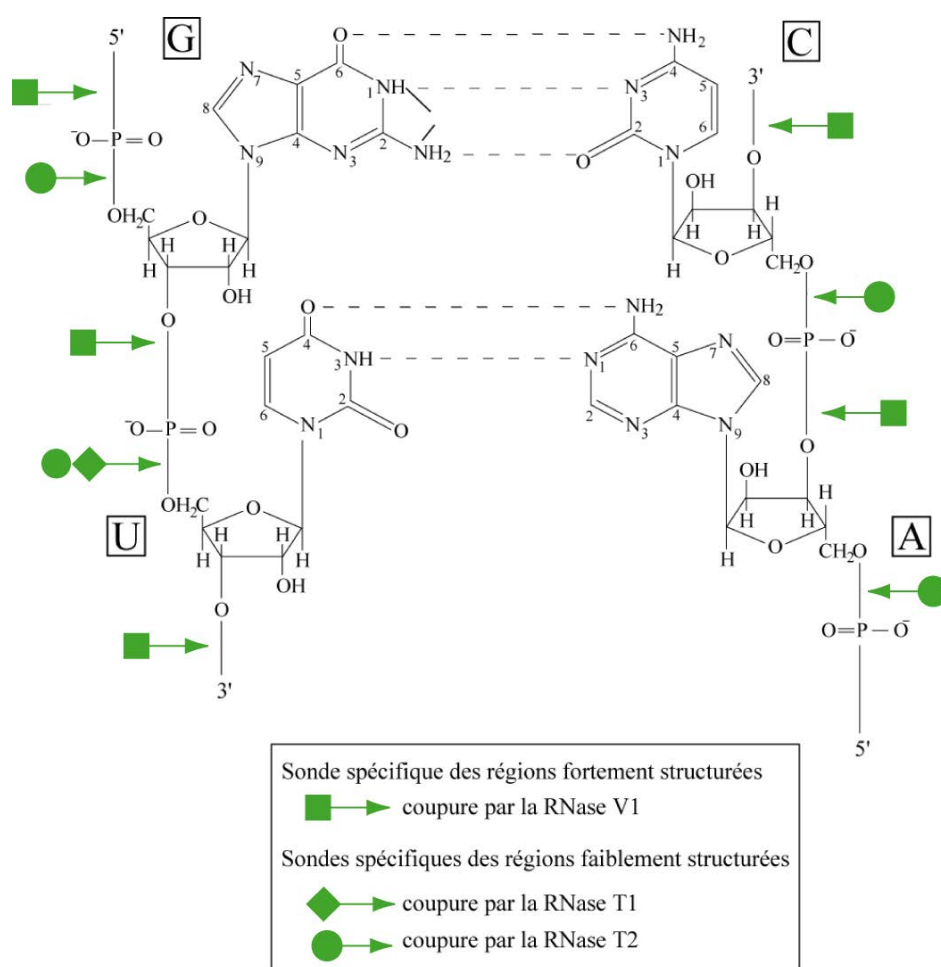 5'
G
O
6
N
7
5
1
NH
8
N
9
4
N
3
2
NH2
⁻O-P=O
OH2C
O
H
H
H
H
OH
O
NH2
4
C
3'
N
3
5
2
6
O
N
1
O
OH
H
H
H
H
O
CH2O
O=P-O⁻
O
4
5
3
NH
6
2
N
1
O
O
⁻O-P=O
OH2C
U
O
H
H
H
H
OH
O
3'
NH2
6
N1
5
N
7
8
2
N
3
4
N
9
O
OH
H
H
H
H
O
CH2O
A
O=P-O⁻
5'
Sonde spécifique des régions fortement structurées
coupure par la RNase V1
Sondes spécifiques des régions faiblement structurées
coupure par la RNase T1
coupure par la RNase T2